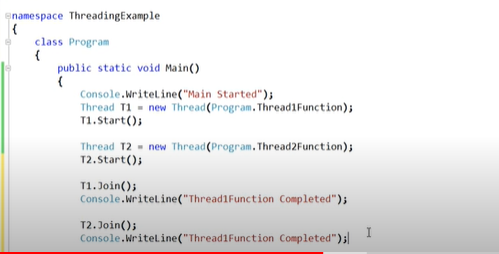 namespace ThreadingExample
{
class Program
{
public static void Main()
{
Console.WriteLine("Main Started");
Thread T1 = new Thread(Program.Thread1Function);
T1.Start();
Thread T2 = new Thread(Program.Thread2Function);
T2.Start();
T1.Join();
Console.WriteLine("Thread1Function Completed");
T2.Join();
Console.WriteLine("Thread1Function Completed");